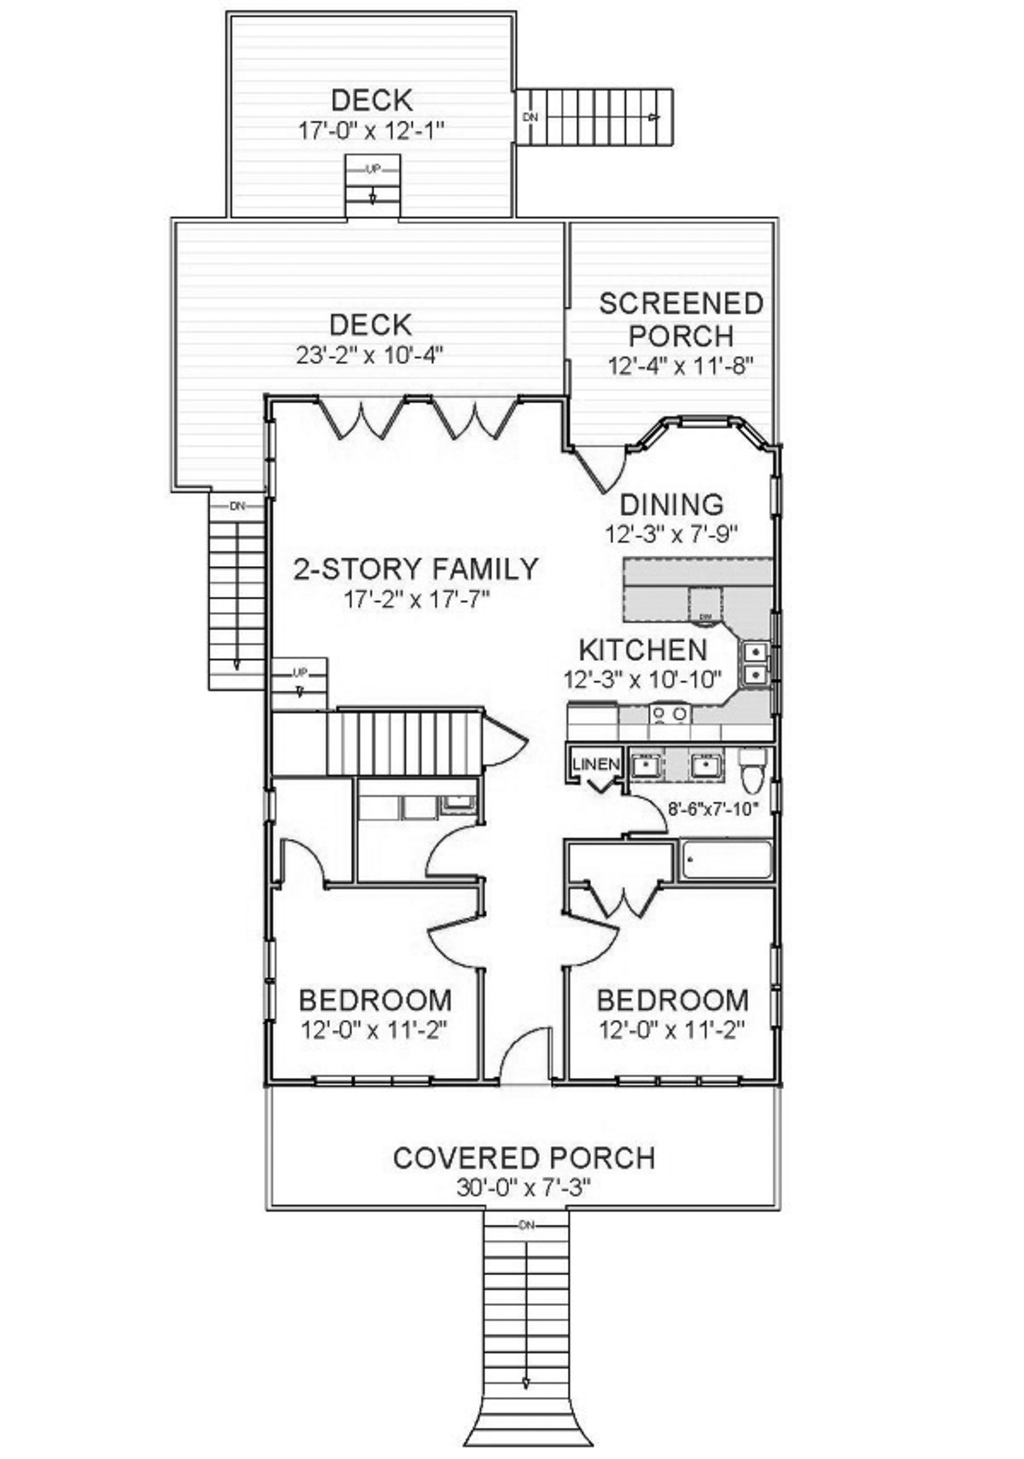 DECK
17'-0" x 12'-1"
DN
UP
SCREENED
PORCH
12'-4" x 11'-8"
DECK
23'-2" x 10'-4"
DN
DINING
12'-3" x 7'-9"
2-STORY FAMILY
17'-2" x 17'-7"
DW
KITCHEN
12'-3" x 10'-10"
UP
LINEN
8'-6"x7'-10"
BEDROOM
12'-0" x 11'-2"
BEDROOM
12'-0" x 11'-2"
COVERED PORCH
30'-0" x 7'-3"
DN